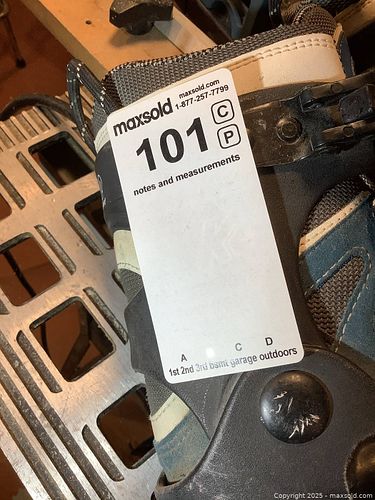 maxsold.com
maxsold 1-877-257-7799
101 C
P
notes and measurements
A C D
1st 2nd 3rd bsmt garage outdoors
Copyright 2025 - maxsold.com